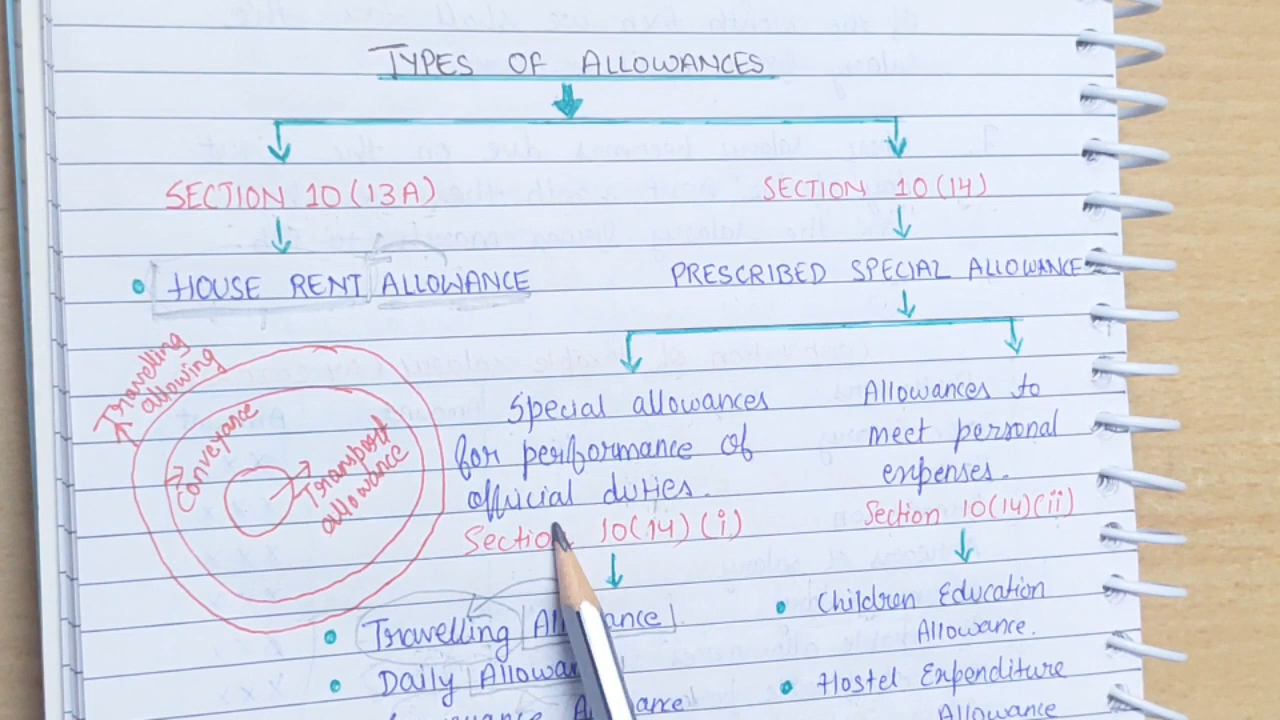 TYPES OF ALLOWANCES
SECTION 10(13A)
SECTION 10(14)
• HOUSE RENT ALLOWANCE
PRESCRIBED SPECIAL ALLOWANCE
Travelling
allowing
Conveyance
Transport
allowance
Special allowances
for performance of
official duties.
Section 10(14)(i)
Allowances to
meet personal
expenses.
Section 10(14)(ii)
• Travelling Allowance
• Daily Allowance
Allowance
• Children Education
Allowance.
• Hostel Expenditure
Allowance